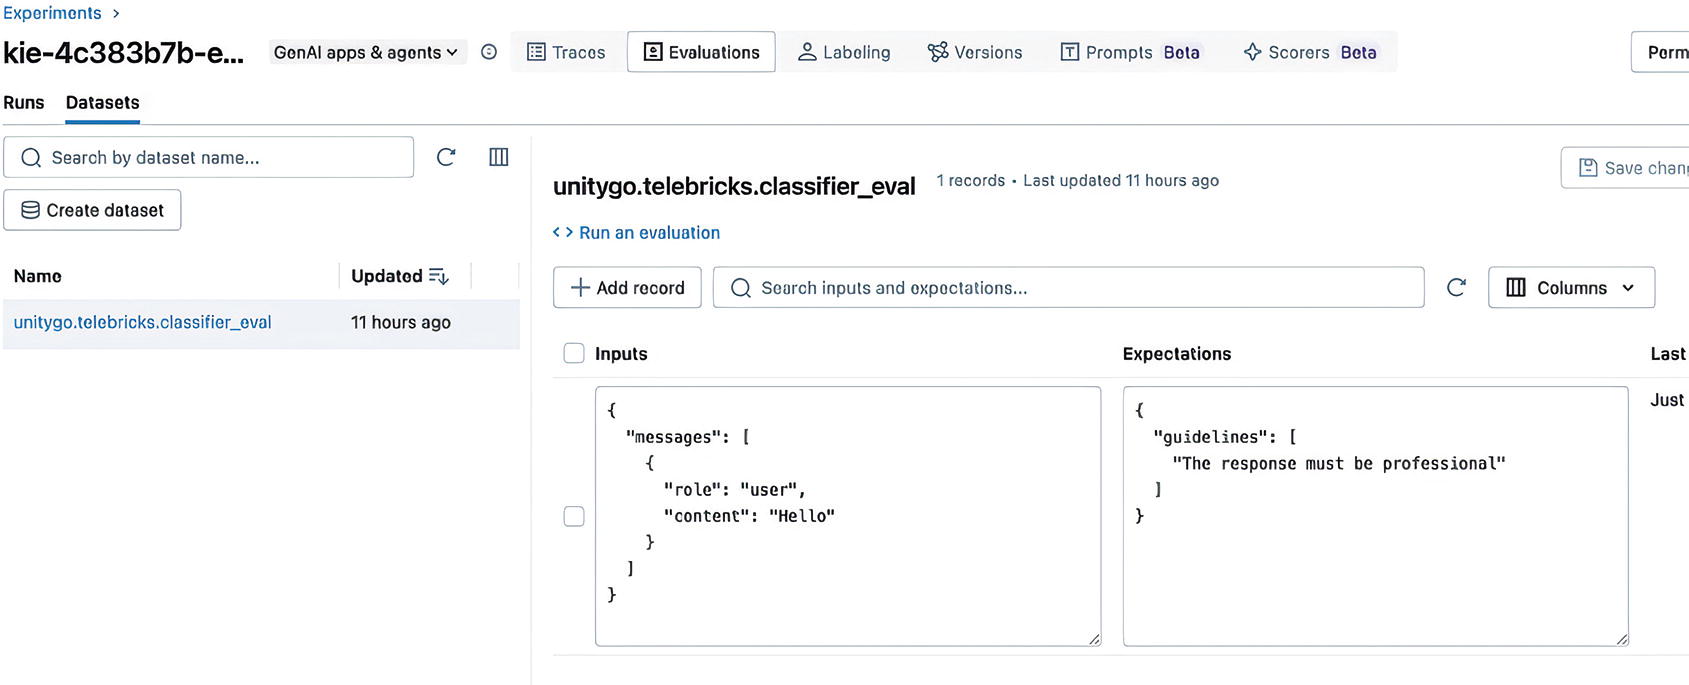 Experiments >
kie-4c383b7b-e... GenAI apps & agents Traces Evaluations Labeling Versions Prompts Beta Scorers Beta Perm
Runs Datasets
Search by dataset name...
Create dataset
Name Updated
unitygo.telebricks.classifier_eval 11 hours ago
unitygo.telebricks.classifier_eval 1 records • Last updated 11 hours ago Save chang
<> Run an evaluation
+ Add record Search inputs and expectations... Columns
Inputs Expectations Last
{
"messages": [
{
"role": "user",
"content": "Hello"
}
]
}
{
"guidelines": [
"The response must be professional"
]
}
Just